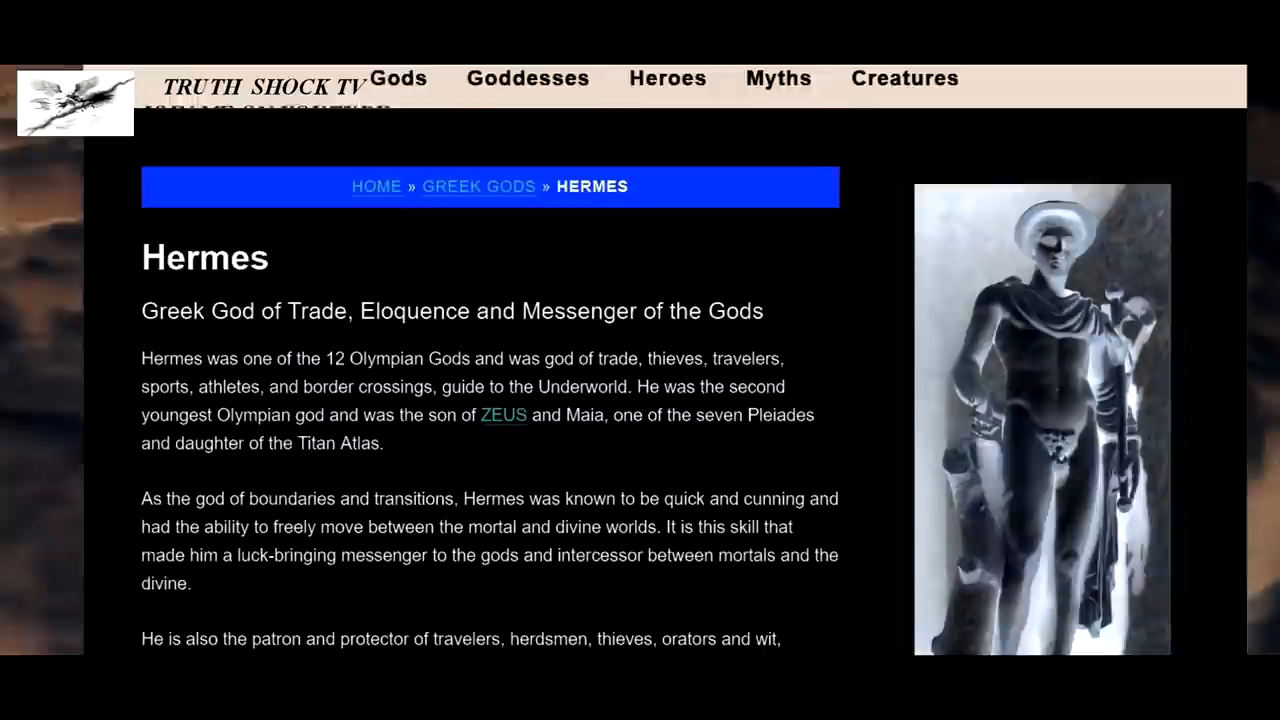 TRUTH SHOCK TV
Gods Goddesses Heroes Myths Creatures
HOME » GREEK GODS » HERMES
Hermes
Greek God of Trade, Eloquence and Messenger of the Gods
Hermes was one of the 12 Olympian Gods and was god of trade, thieves, travelers,
sports, athletes, and border crossings, guide to the Underworld. He was the second
youngest Olympian god and was the son of ZEUS and Maia, one of the seven Pleiades
and daughter of the Titan Atlas.
As the god of boundaries and transitions, Hermes was known to be quick and cunning and
had the ability to freely move between the mortal and divine worlds. It is this skill that
made him a luck-bringing messenger to the gods and intercessor between mortals and the
divine.
He is also the patron and protector of travelers, herdsmen, thieves, orators and wit,